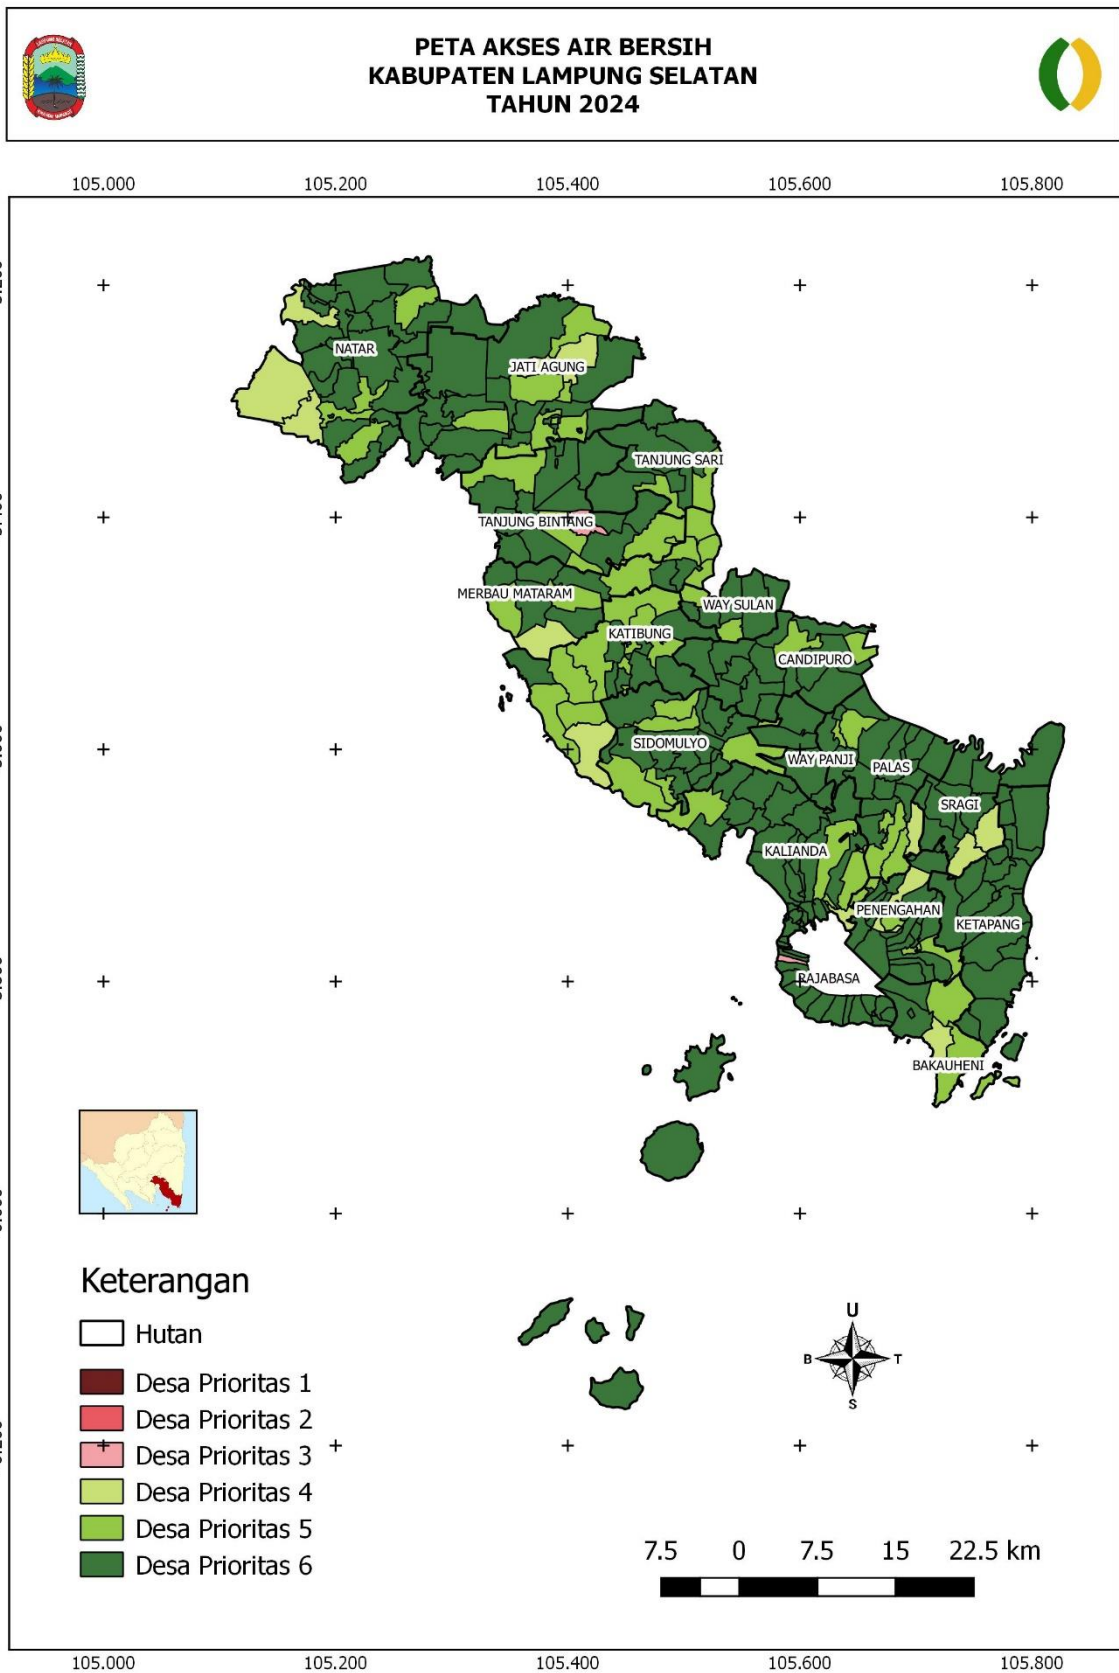 PETA AKSES AIR BERSIH
KABUPATEN LAMPUNG SELATAN
TAHUN 2024
105.000 105.200 105.400 105.600 105.800
NATAR
JATI AGUNG
TANJUNG SARI
TANJUNG BINTANG
MERBAU MATARAM
WAY SULAN
KATIBUNG
CANDIPURO
SIDOMULYO
WAY PANJI
PALAS
SRAGI
KALIANDA
PENENGAHAN
KETAPANG
RAJABASA
BAKAUHENI
Keterangan
Hutan
Desa Prioritas 1
Desa Prioritas 2
Desa Prioritas 3
Desa Prioritas 4
Desa Prioritas 5
Desa Prioritas 6
U
B T
S
7.5 0 7.5 15 22.5 km
105.000 105.200 105.400 105.600 105.800